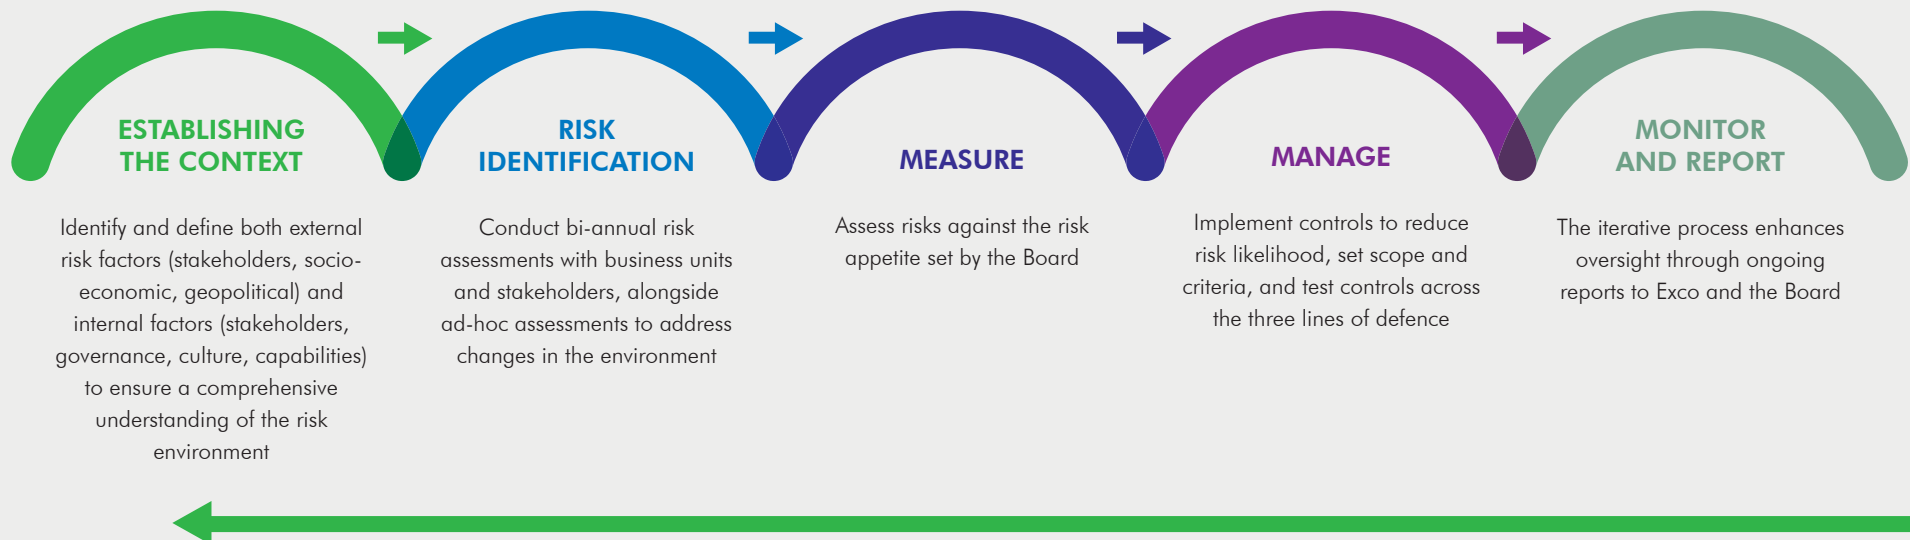 ESTABLISHING
THE CONTEXT
Identify and define both external
risk factors (stakeholders, socio-
economic, geopolitical) and
internal factors (stakeholders,
governance, culture, capabilities)
to ensure a comprehensive
understanding of the risk
environment
RISK
IDENTIFICATION
Conduct bi-annual risk
assessments with business units
and stakeholders, alongside
ad-hoc assessments to address
changes in the environment
MEASURE
Assess risks against the risk
appetite set by the Board
MANAGE
Implement controls to reduce
risk likelihood, set scope and
criteria, and test controls across
the three lines of defence
MONITOR
AND REPORT
The iterative process enhances
oversight through ongoing
reports to Exco and the Board